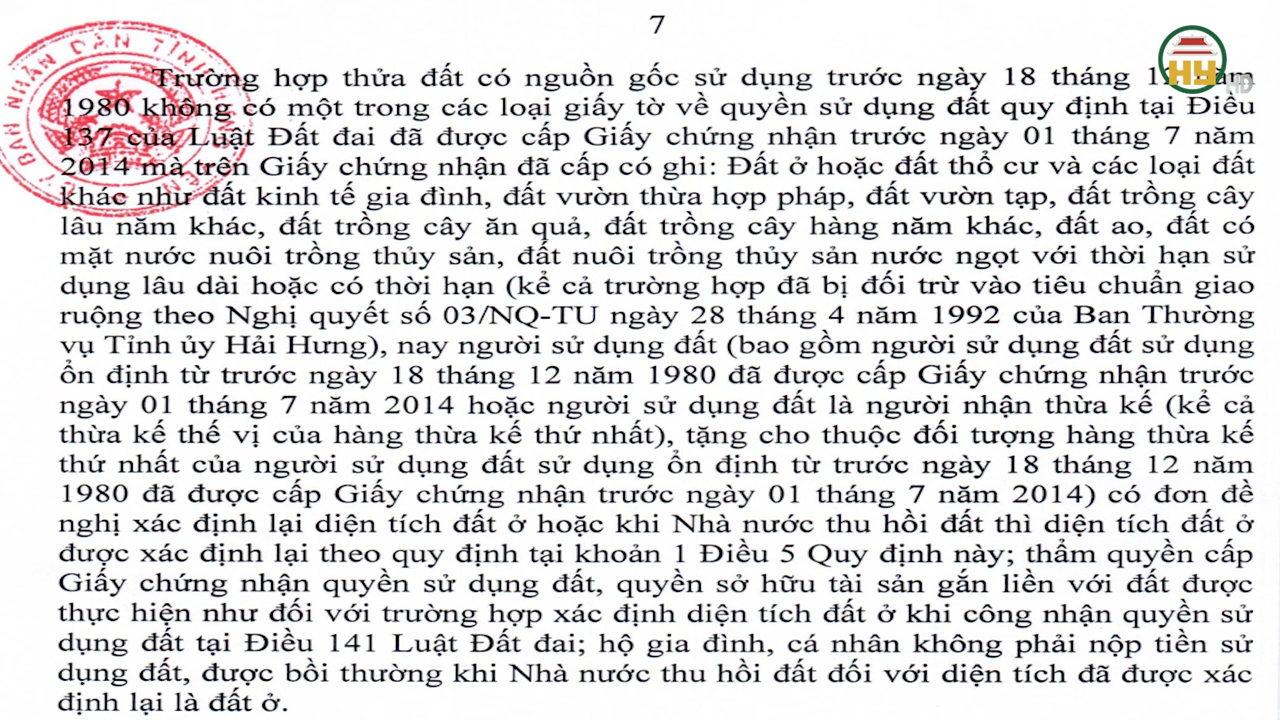 7
Trường hợp thửa đất có nguồn gốc sử dụng trước ngày 18 tháng
1980 không có một trong các loại giấy tờ về quyền sử dụng đất quy định tại Điều
137 của Luật Đất đai đã được cấp Giấy chứng nhận trước ngày 01 tháng 7 năm
2014 mà trên Giấy chứng nhận đã cấp có ghi: Đất ở hoặc đất thổ cư và các loại đất
khác như đất kinh tế gia đình, đất vườn thừa hợp pháp, đất vườn tạp, đất trồng cây
lâu năm khác, đất trồng cây ăn quả, đất trồng cây hàng năm khác, đất ao, đất có
mặt nước nuôi trồng thủy sản, đất nuôi trồng thủy sản nước ngọt với thời hạn sử
dụng lâu dài hoặc có thời hạn (kể cả trường hợp đã bị đối trừ vào tiêu chuẩn giao
ruộng theo Nghị quyết số 03/NQ-TU ngày 28 tháng 4 năm 1992 của Ban Thường
vụ Tỉnh ủy Hải Hưng), nay người sử dụng đất (bao gồm người sử dụng đất sử dụng
ổn định từ trước ngày 18 tháng 12 năm 1980 đã được cấp Giấy chứng nhận trước
ngày 01 tháng 7 năm 2014 hoặc người sử dụng đất là người nhận thừa kế (kể cả
thừa kế thế vị của hàng thừa kế thứ nhất), tặng cho thuộc đối tượng hàng thừa kế
thứ nhất của người sử dụng đất sử dụng ổn định từ trước ngày 18 tháng 12 năm
1980 đã được cấp Giấy chứng nhận trước ngày 01 tháng 7 năm 2014) có đơn đề
nghị xác định lại diện tích đất ở hoặc khi Nhà nước thu hồi đất thì diện tích đất ở
được xác định lại theo quy định tại khoản 1 Điều 5 Quy định này; thẩm quyền cấp
Giấy chứng nhận quyền sử dụng đất, quyền sở hữu tài sản gắn liền với đất được
thực hiện như đối với trường hợp xác định diện tích đất ở khi công nhận quyền sử
dụng đất tại Điều 141 Luật Đất đai; hộ gia đình, cá nhân không phải nộp tiền sử
dụng đất, được bồi thường khi Nhà nước thu hồi đất đối với diện tích đã được xác
định lại là đất ở.
BAN NHÂN DÂN TỈNH
HY
HD